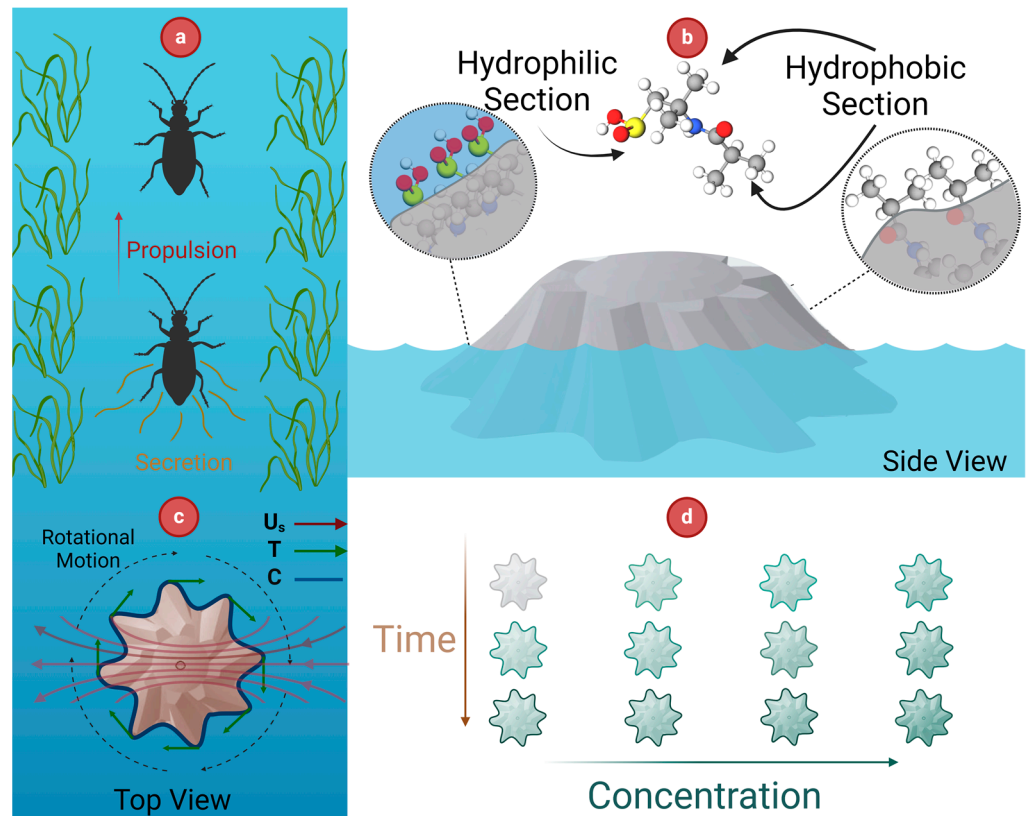 a
Propulsion
Secretion
b
Hydrophilic
Section
Hydrophobic
Section
Side View
c
Rotational
Motion
Us
T
C
Top View
d
Time
Concentration